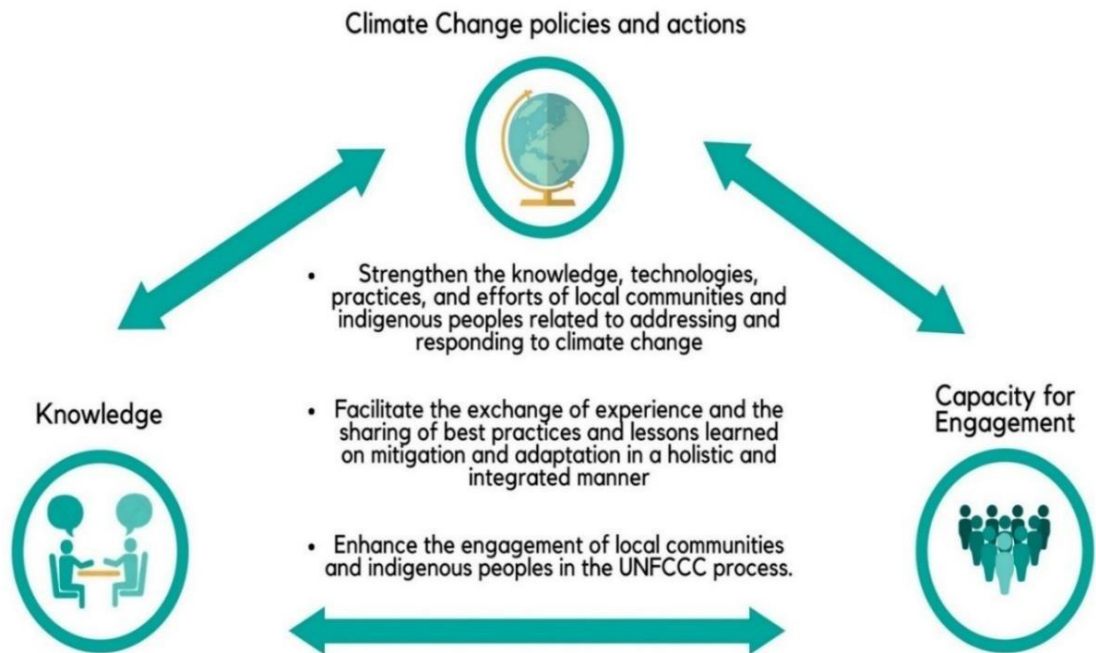 Climate Change policies and actions
• Strengthen the knowledge, technologies,
practices, and efforts of local communities and
indigenous peoples related to addressing and
responding to climate change
Knowledge
Capacity for
Engagement
• Facilitate the exchange of experience and the
sharing of best practices and lessons learned
on mitigation and adaptation in a holistic and
integrated manner
• Enhance the engagement of local communities
and indigenous peoples in the UNFCCC process.